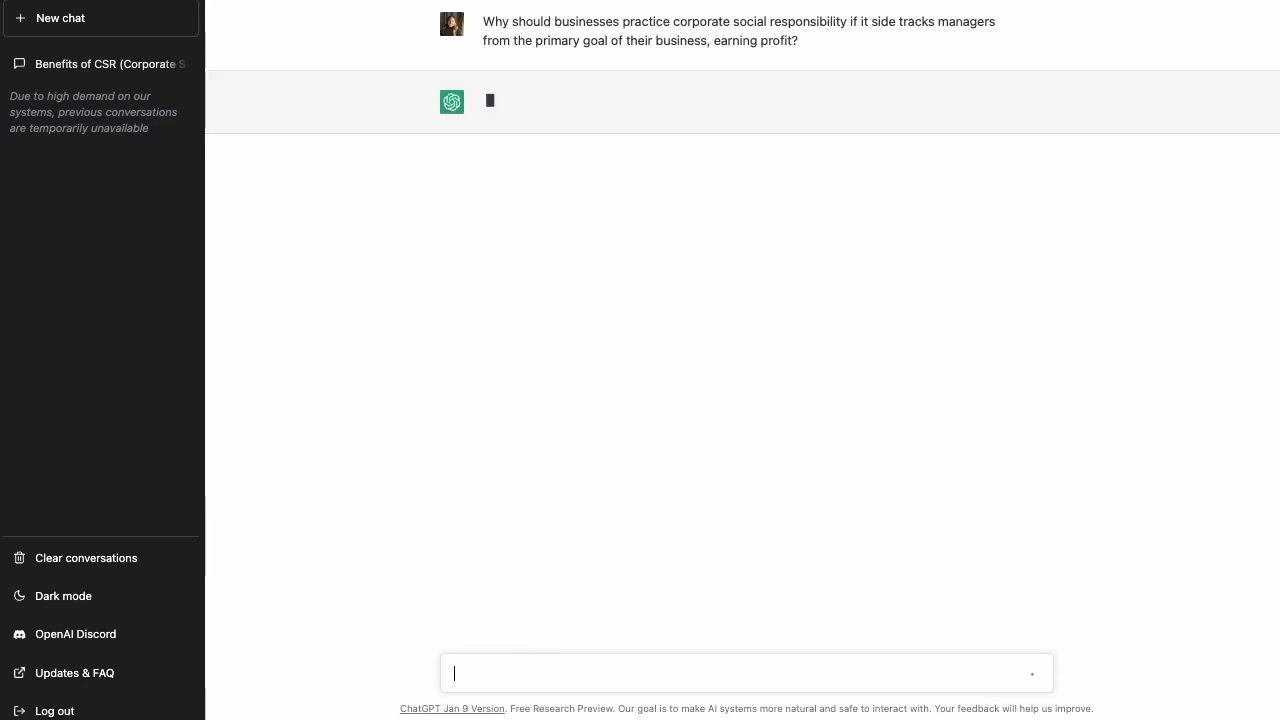 New chat
Benefits of CSR (Corporate S
Due to high demand on our
systems, previous conversations
are temporarily unavailable
Clear conversations
Dark mode
OpenAI Discord
Updates & FAQ
Log out
Why should businesses practice corporate social responsibility if it side tracks managers
from the primary goal of their business, earning profit?
ChatGPT Jan 9 Version. Free Research Preview. Our goal is to make AI systems more natural and safe to interact with. Your feedback will help us improve.